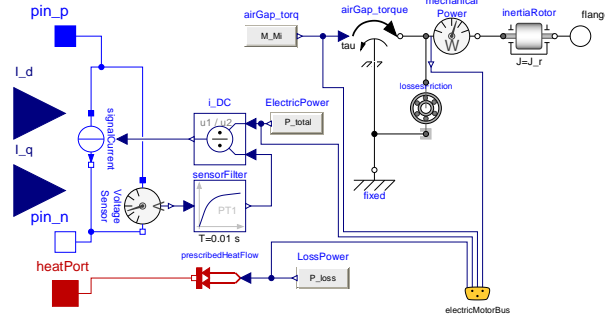 pin_p
airGap_torq
airGap_torque
mechanical
Power
inertiaRotor
flang
M_Mi
tau
W
J=J_r
I_d
lossesFriction
i_DC
ElectricPower
u1 / u2
P_total
signalCurrent
I_q
sensorFilter
Voltage
Sensor
PT1
pin_n
T=0.01 s
fixed
heatPort
prescribedHeatFlow
LossPower
P_loss
electricMotorBus